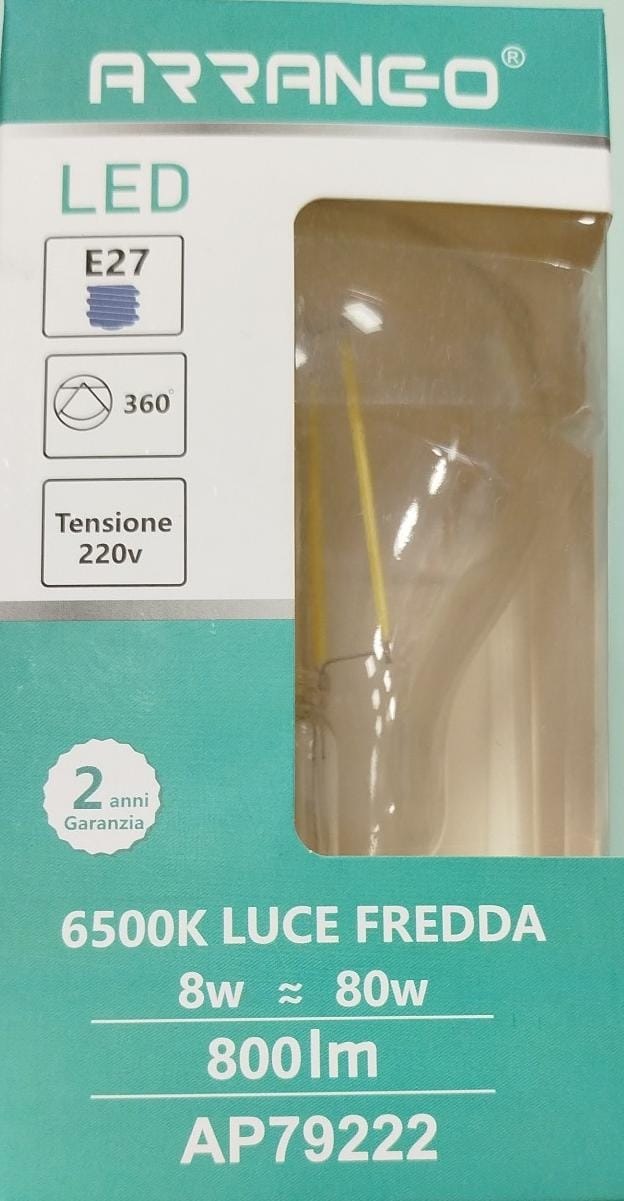 ARRANGO®
LED
E27
360°
Tensione
220v
2 anni
Garanzia
6500K LUCE FREDDA
8w ≈ 80w
800lm
AP79222